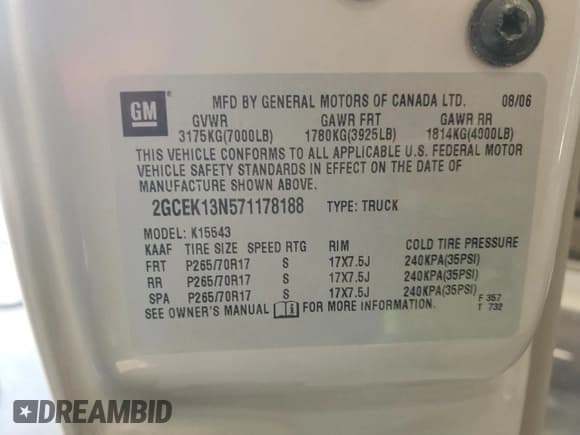 GM ®
MFD BY GENERAL MOTORS OF CANADA LTD. 08/06
GVWR GAWR FRT GAWR RR
3175KG(7000LB) 1780KG(3925LB) 1814KG(4000LB)
THIS VEHICLE CONFORMS TO ALL APPLICABLE U.S. FEDERAL MOTOR
VEHICLE SAFETY STANDARDS IN EFFECT ON THE DATE OF
MANUFACTURE SHOWN ABOVE.
2GCEK13N571178188 TYPE: TRUCK
MODEL: K15543
KAAF TIRE SIZE SPEED RTG RIM COLD TIRE PRESSURE
FRT P265/70R17 S 17X7.5J 240KPA(35PSI)
RR P265/70R17 S 17X7.5J 240KPA(35PSI)
SPA P265/70R17 S 17X7.5J 240KPA(35PSI)
SEE OWNER'S MANUAL FOR MORE INFORMATION. F 357
T 732
DREAMBID